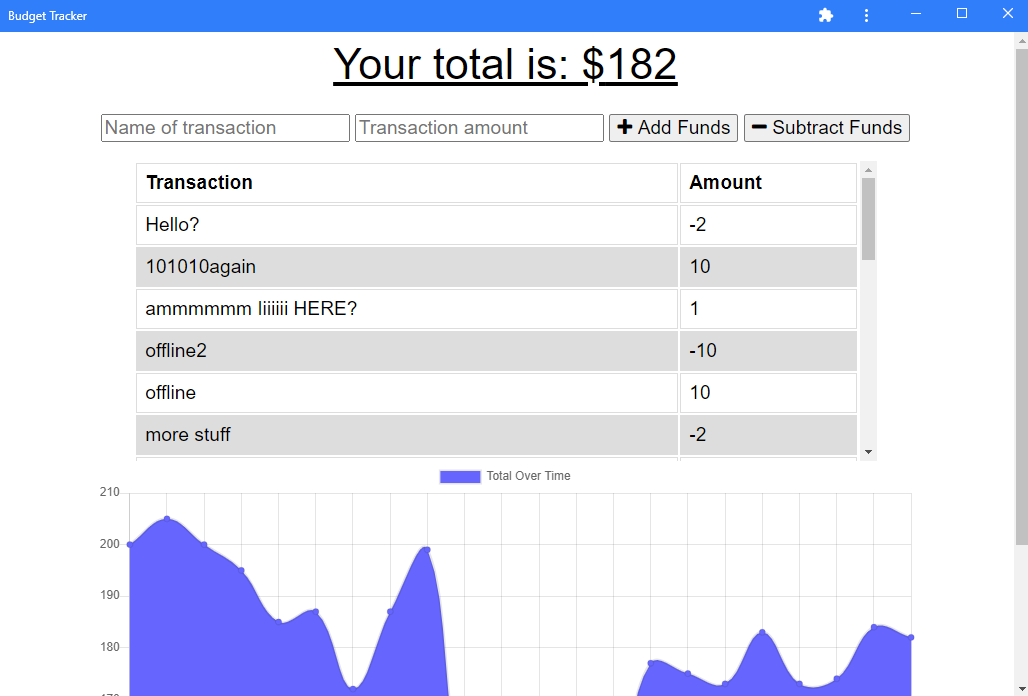 Budget Tracker
Your total is: $182
Name of transaction Transaction amount Add Funds Subtract Funds
Transaction Amount
Hello? -2
101010again 10
ammmmmm Iiiiiii HERE? 1
offline2 -10
offline 10
more stuff -2
Total Over Time
210
200
190
180